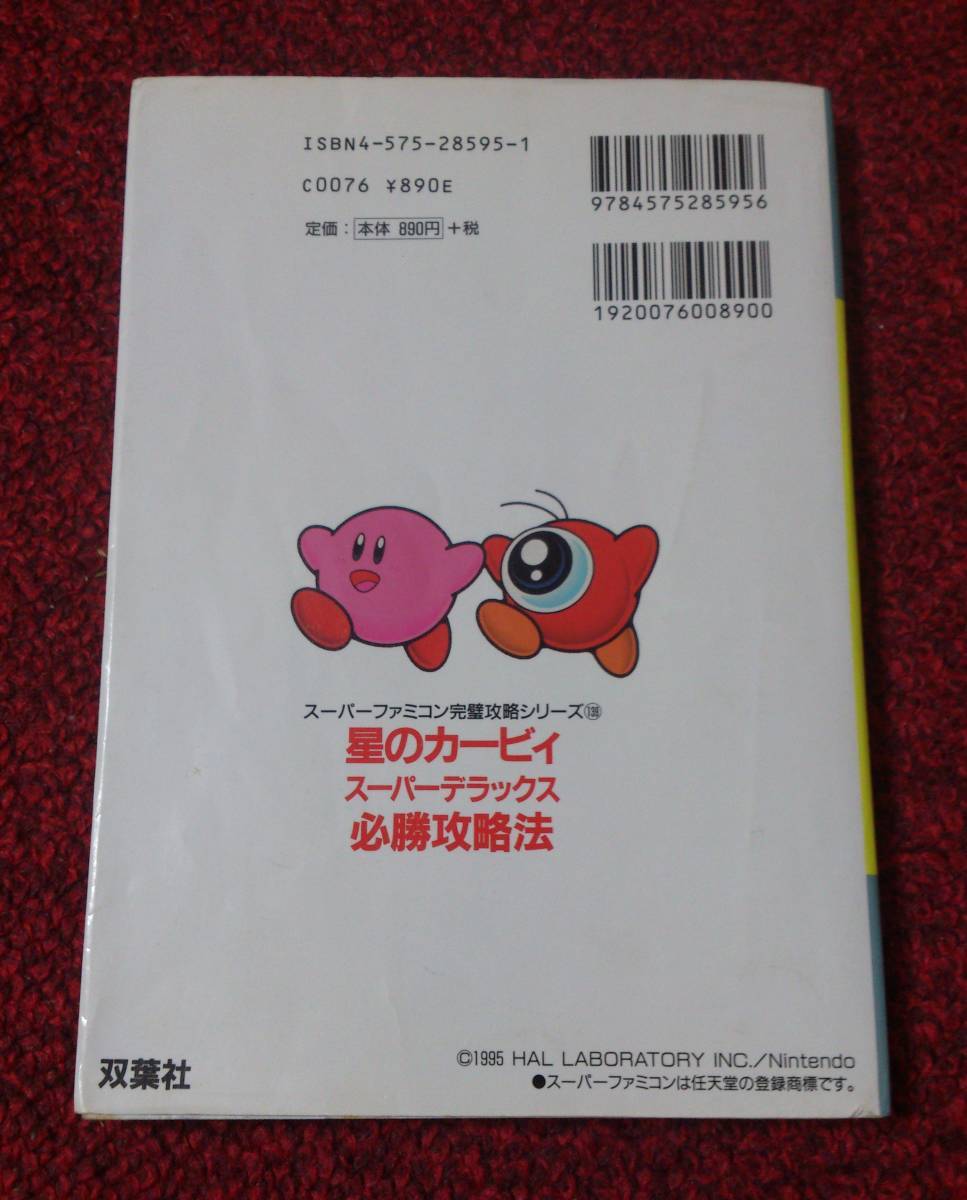 ISBN4-575-28595-1
C0076 ¥890E
定価：本体 890円+税
9784575285956
1920076008900
スーパーファミコン完璧攻略シリーズ
星のカービィ
スーパーデラックス
必勝攻略法
©1995 HAL LABORATORY INC./Nintendo
●スーパーファミコンは任天堂の登録商標です。
双葉社